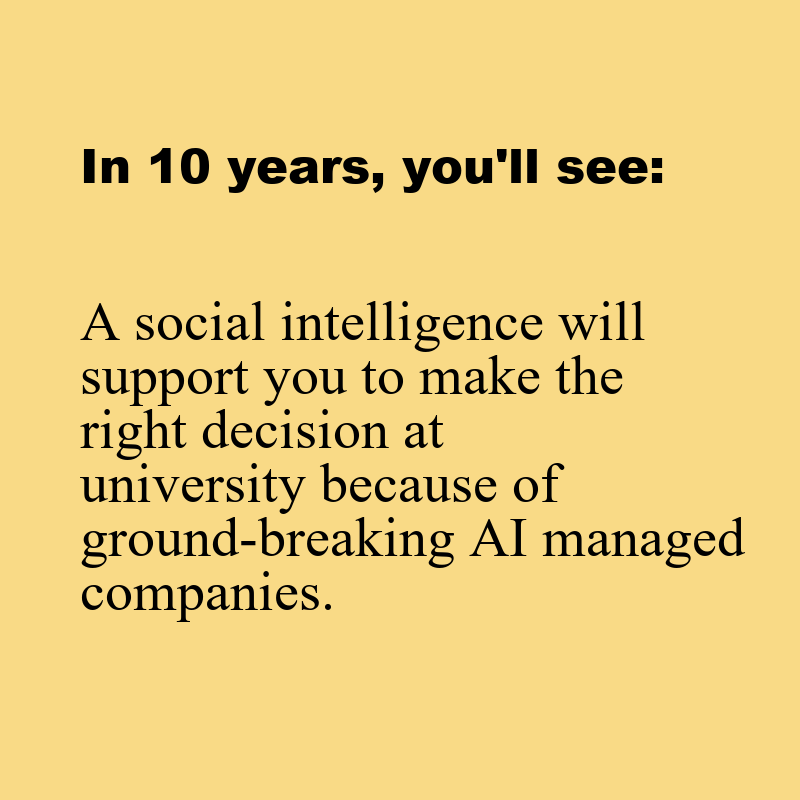 In 10 years, you'll see:
A social intelligence will
support you to make the
right decision at
university because of
ground-breaking AI managed
companies.